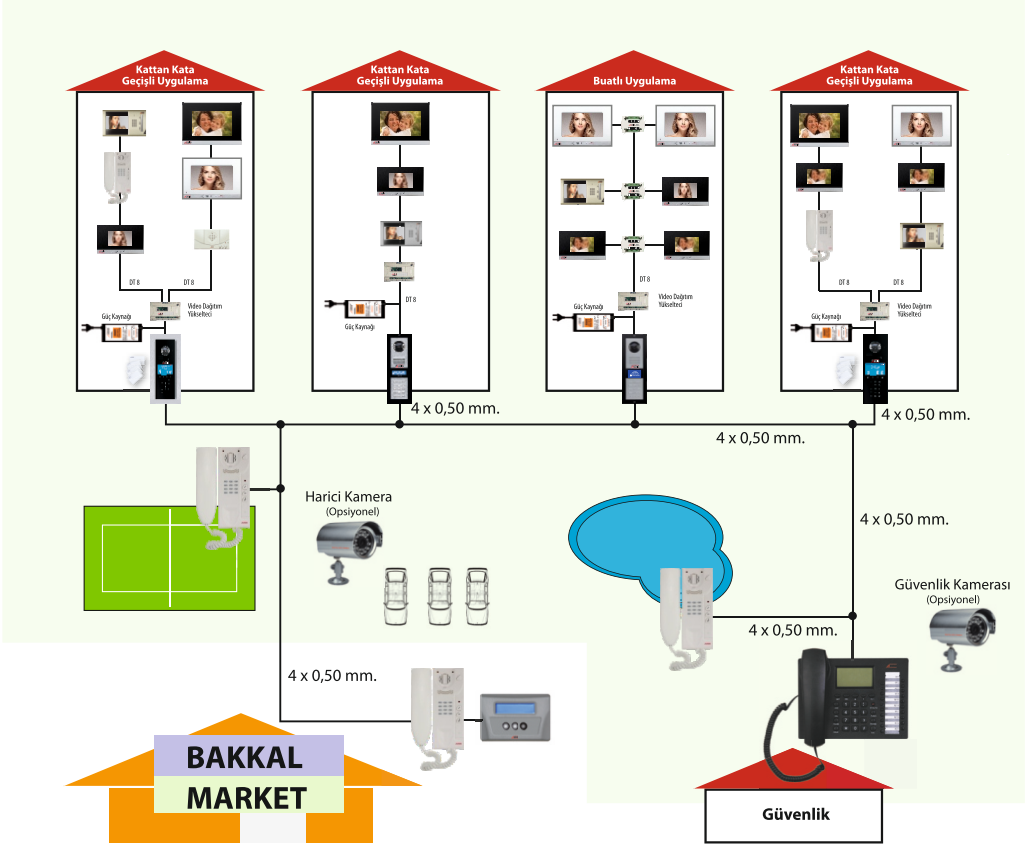 Kattan Kata
Geçişli Uygulama
Kattan Kata
Geçişli Uygulama
Buatlı Uygulama
Kattan Kata
Geçişli Uygulama
DT 8
DT 8
Video Dağıtım
Yükselteci
Güç Kaynağı
DT 8
Güç Kaynağı
DT 8
Video Dağıtım
Yükselteci
Güç Kaynağı
DT 8
DT 8
Video Dağıtım
Yükselteci
Güç Kaynağı
4 x 0,50 mm.
4 x 0,50 mm.
4 x 0,50 mm.
Harici Kamera
(Opsiyonel)
4 x 0,50 mm.
Güvenlik Kamerası
(Opsiyonel)
4 x 0,50 mm.
4 x 0,50 mm.
BAKKAL
MARKET
Güvenlik